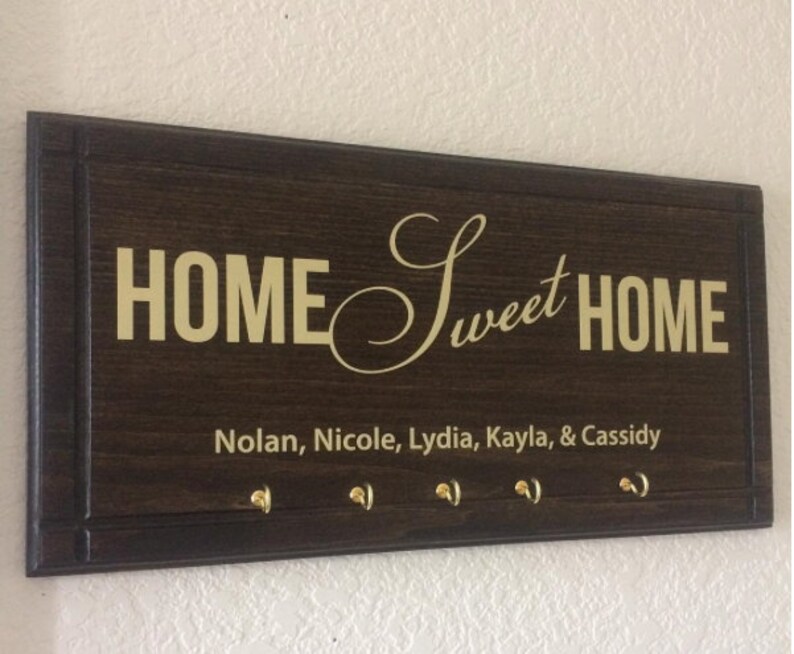 HOME Sweet HOME
Nolan, Nicole, Lydia, Kayla, & Cassidy